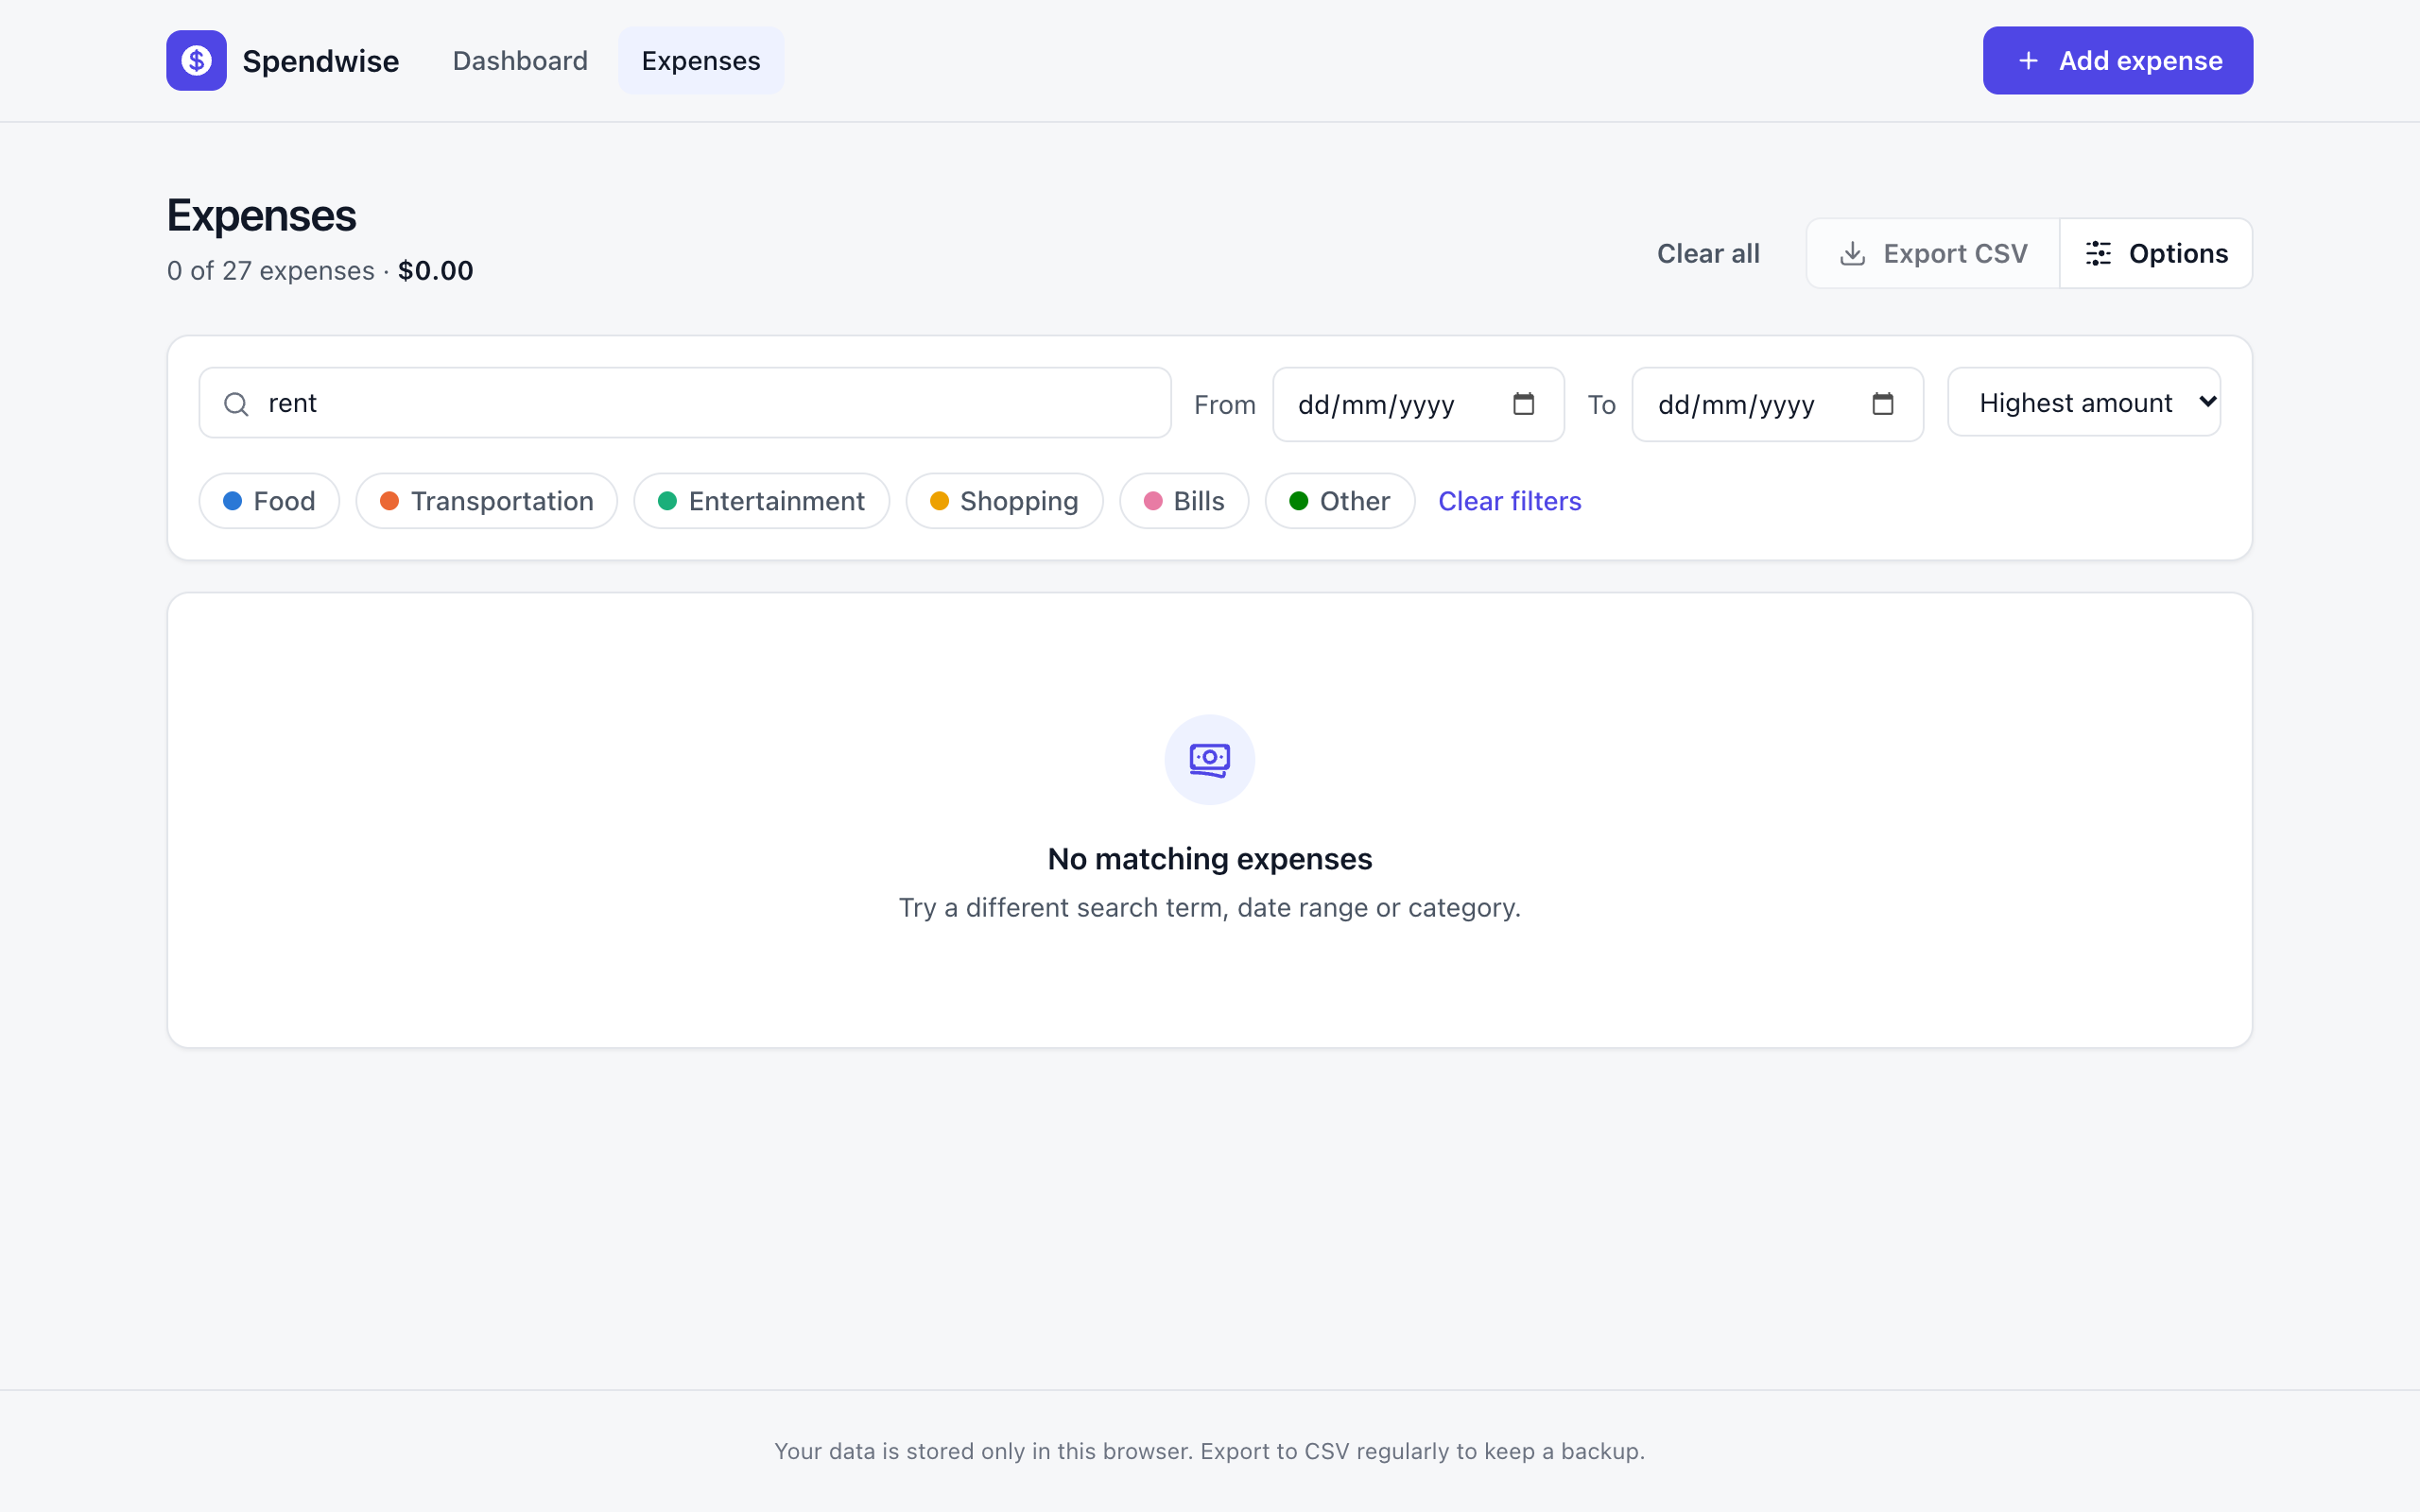 Spendwise
Dashboard
Expenses
+ Add expense
Expenses
0 of 27 expenses · $0.00
Clear all
Export CSV
Options
rent
From
dd/mm/yyyy
To
dd/mm/yyyy
Highest amount
Food
Transportation
Entertainment
Shopping
Bills
Other
Clear filters
No matching expenses
Try a different search term, date range or category.
Your data is stored only in this browser. Export to CSV regularly to keep a backup.